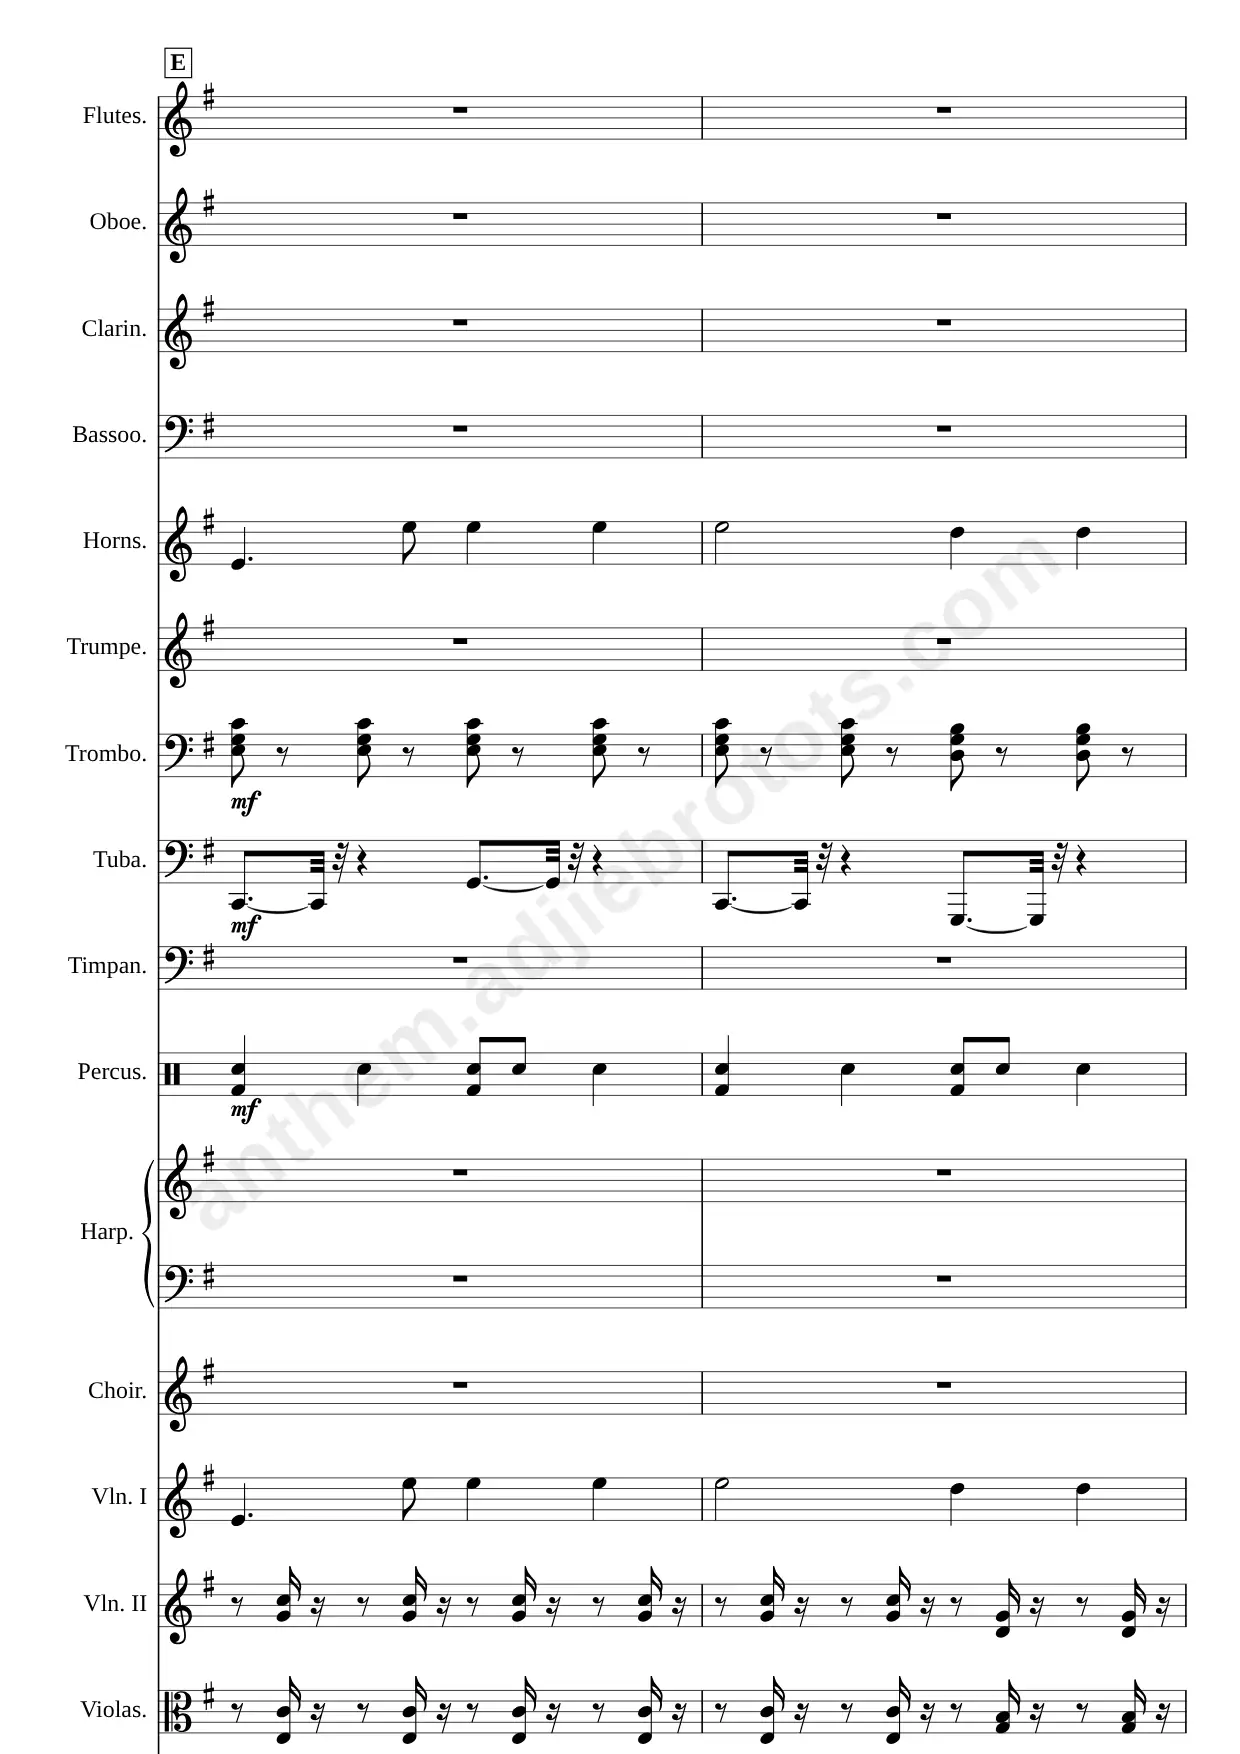 E
Flutes.
Oboe.
Clarin.
Bassoo.
Horns.
Trumpe.
Trombo.
mf
Tuba.
mf
Timpan.
Percus.
mf
Harp.
Choir.
Vln. I
Vln. II
Violas.
anthem.adjiebrotots.com